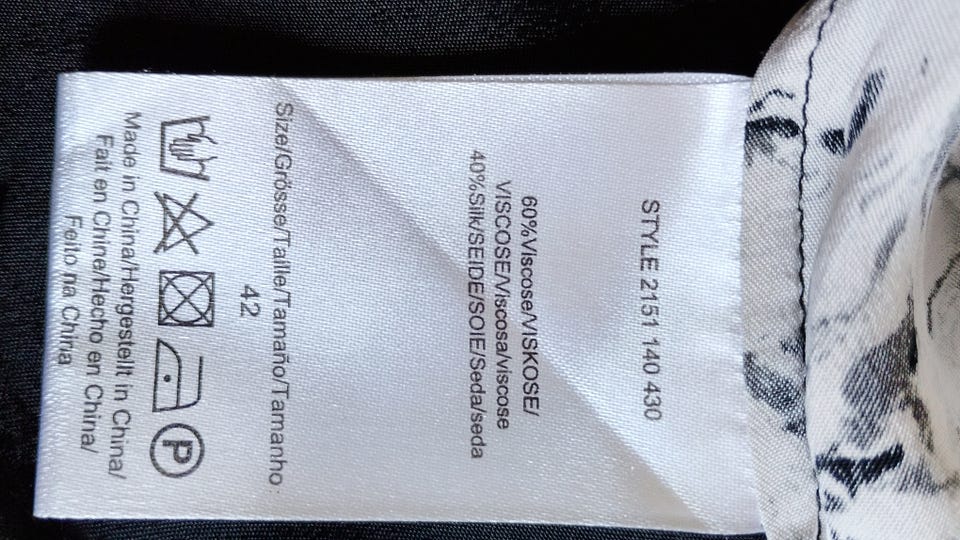 STYLE 2151 140 430
60%Viscose/VISKOSE/
VISCOSE/Viscosa/viscose
40%Silk/SEIDE/SOIE/Seda/seda
Size/Grösse/Taille/Tamaño/Tamanho:
42
P
Made in China/Hergestellt in China/
Fait en Chine/Hecho en China/
Feito na China